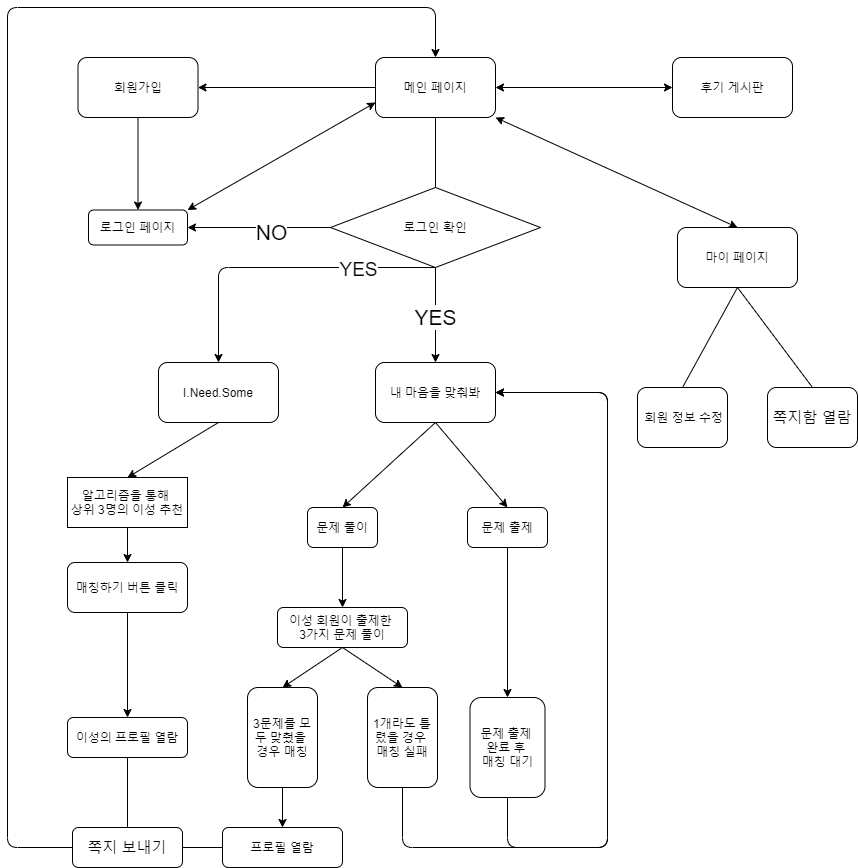 회원가입
메인 페이지
후기 게시판
로그인 페이지
NO
로그인 확인
마이 페이지
YES
YES
I.Need.Some
내 마음을 맞춰봐
회원 정보 수정
쪽지함 열람
알고리즘을 통해
상위 3명의 이성 추천
문제 풀이
문제 출제
매칭하기 버튼 클릭
이성 회원이 출제한
3가지 문제 풀이
3문제를 모
두 맞췄을
경우 매칭
1개라도 틀
렸을 경우
매칭 실패
문제 출제
완료 후
매칭 대기
이성의 프로필 열람
쪽지 보내기
프로필 열람